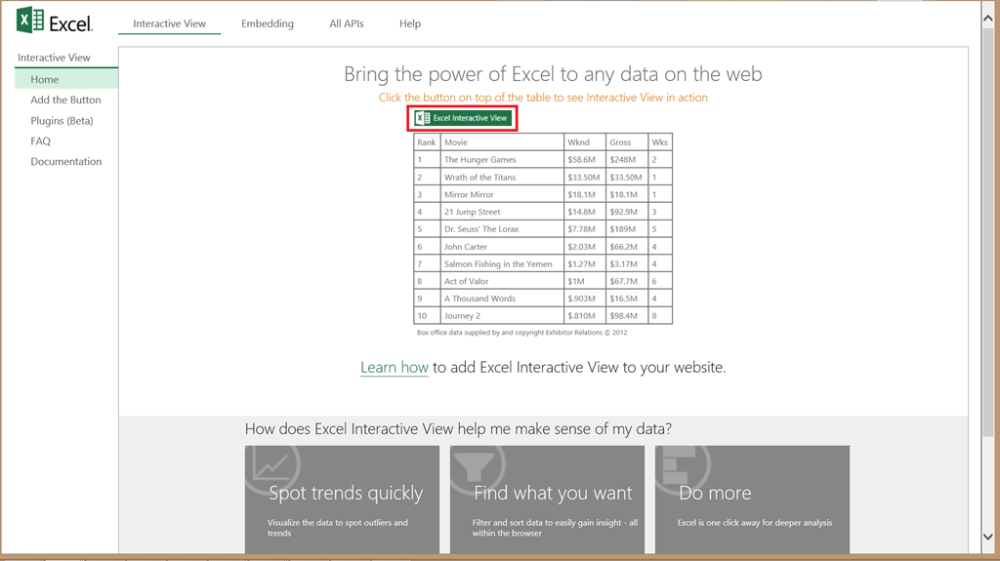 Excel
Interactive View Embedding All APIs Help
Interactive View
Home
Add the Button
Plugins (Beta)
FAQ
Documentation
Bring the power of Excel to any data on the web
Click the button on top of the table to see Interactive View in action
Excel Interactive View
Rank Movie Wknd Gross Wks
1 The Hunger Games $58.6M $248M 2
2 Wrath of the Titans $33.50M $33.50M 1
3 Mirror Mirror $18.1M $18.1M 1
4 21 Jump Street $14.8M $92.9M 3
5 Dr. Seuss' The Lorax $7.78M $189M 5
6 John Carter $2.03M $66.2M 4
7 Salmon Fishing in the Yemen $1.27M $3.17M 4
8 Act of Valor $1M $67.7M 6
9 A Thousand Words $.903M $16.5M 4
10 Journey 2 $.810M $98.4M 8
Box office data supplied by and copyright Exhibitor Relations © 2012
Learn how to add Excel Interactive View to your website.
How does Excel Interactive View help me make sense of my data?
Spot trends quickly
Visualize the data to spot outliers and
trends
Find what you want
Filter and sort data to easily gain insight - all
within the browser
Do more
Excel is one click away for deeper analysis